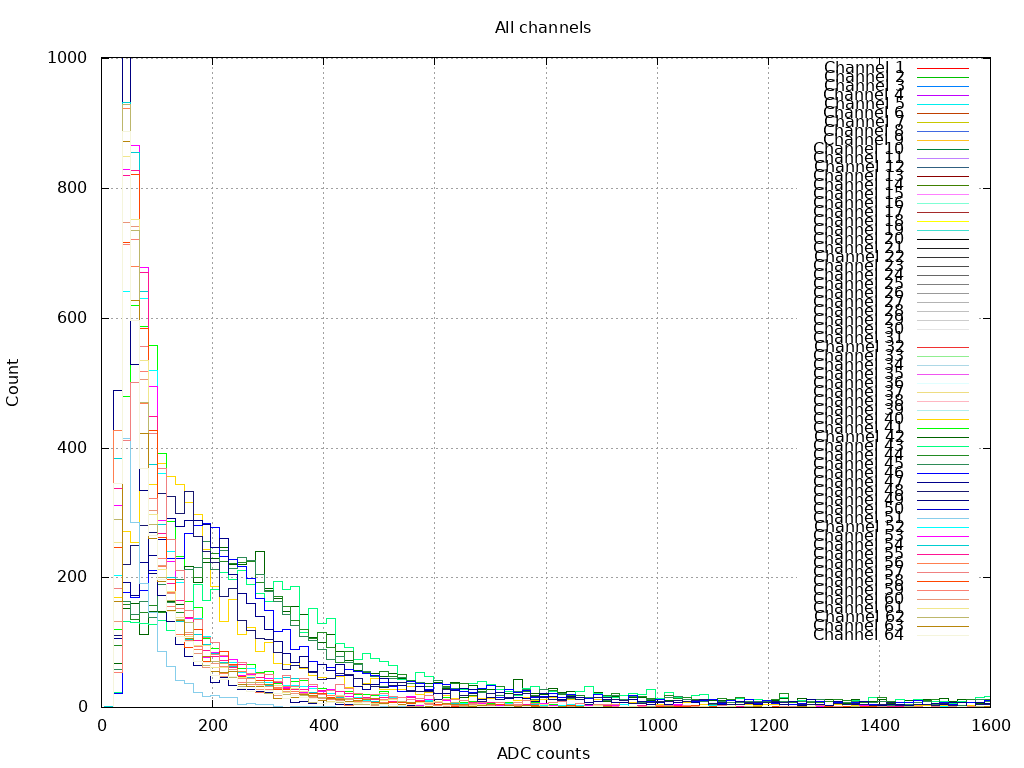 All channels
1000
800
600
400
200
0
Count
0 200 400 600 800 1000 1200 1400 1600
ADC counts
Channel 1
Channel 2
Channel 3
Channel 4
Channel 5
Channel 6
Channel 7
Channel 8
Channel 9
Channel 10
Channel 11
Channel 12
Channel 13
Channel 14
Channel 15
Channel 16
Channel 17
Channel 18
Channel 19
Channel 20
Channel 21
Channel 22
Channel 23
Channel 24
Channel 25
Channel 26
Channel 27
Channel 28
Channel 29
Channel 30
Channel 31
Channel 32
Channel 33
Channel 34
Channel 35
Channel 36
Channel 37
Channel 38
Channel 39
Channel 40
Channel 41
Channel 42
Channel 43
Channel 44
Channel 45
Channel 46
Channel 47
Channel 48
Channel 49
Channel 50
Channel 51
Channel 52
Channel 53
Channel 54
Channel 55
Channel 56
Channel 57
Channel 58
Channel 59
Channel 60
Channel 61
Channel 62
Channel 63
Channel 64